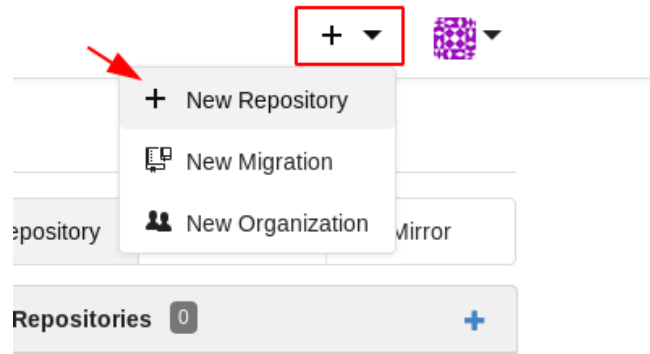 +
+ New Repository
New Migration
New Organization
epository
Mirror
Repositories 0 +